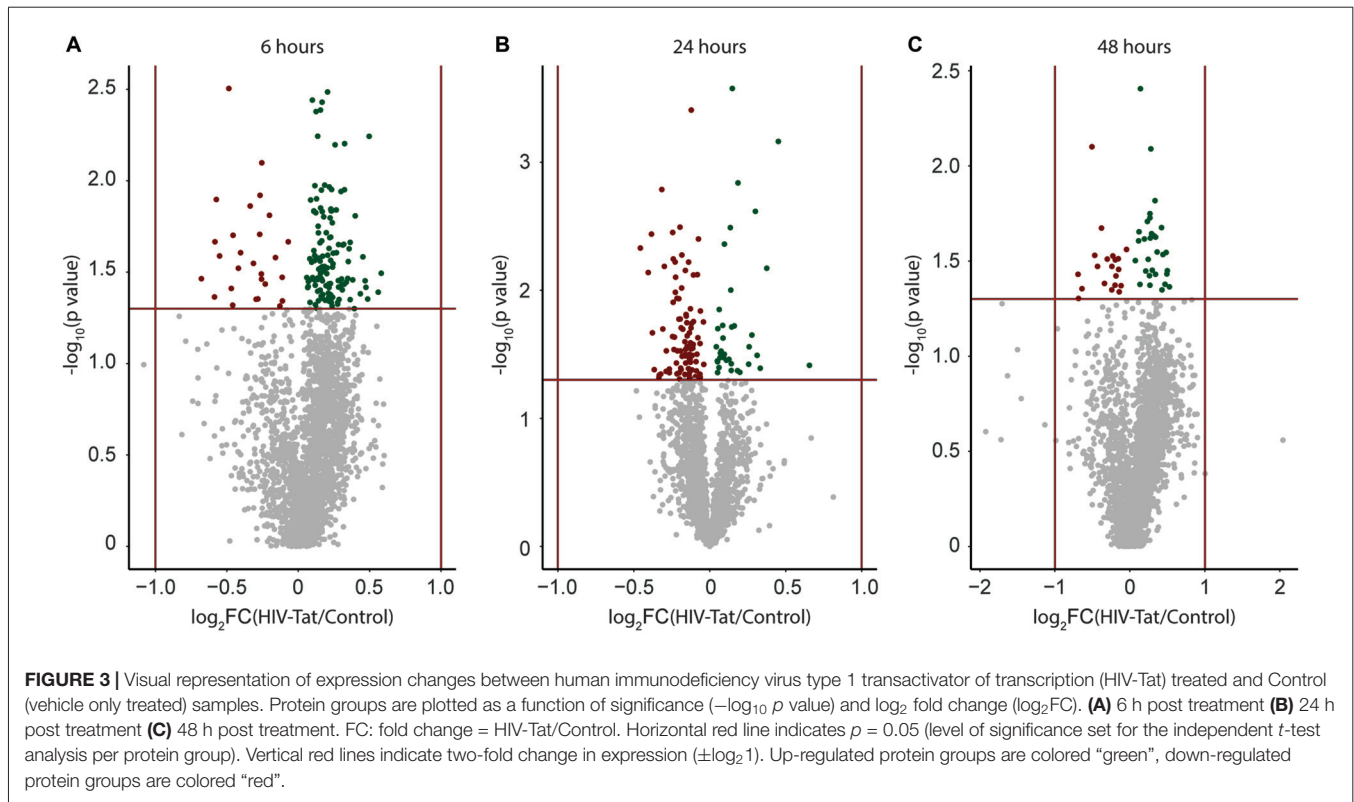 A
6 hours
2.5
2.0
1.5
1.0
0.5
0
-log10(p value)
−1.0
−0.5
0
0.5
1.0
log2FC(HIV-Tat/Control)
B
24 hours
3
2
1
0
-log10(p value)
−1.0
−0.5
0
0.5
1.0
log2FC(HIV-Tat/Control)
C
48 hours
2.5
2.0
1.5
1.0
0.5
0
-log10(p value)
−2
−1
0
1
2
log2FC(HIV-Tat/Control)
FIGURE 3 | Visual representation of expression changes between human immunodeficiency virus type 1 transactivator of transcription (HIV-Tat) treated and Control
(vehicle only treated) samples. Protein groups are plotted as a function of significance (−log10 p value) and log2 fold change (log2FC). (A) 6 h post treatment (B) 24 h
post treatment (C) 48 h post treatment. FC: fold change = HIV-Tat/Control. Horizontal red line indicates p = 0.05 (level of significance set for the independent t-test
analysis per protein group). Vertical red lines indicate two-fold change in expression (±log21). Up-regulated protein groups are colored “green”, down-regulated
protein groups are colored “red”.